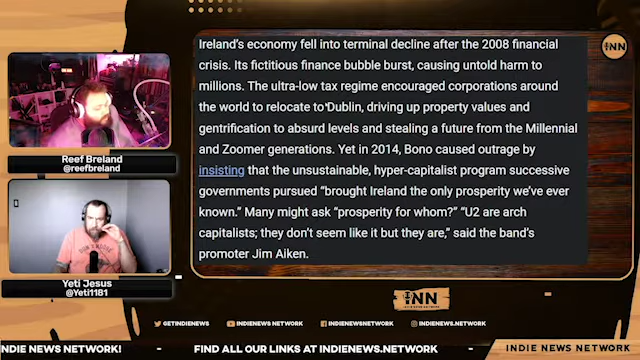 Ireland's economy fell into terminal decline after the 2008 financial
crisis. Its fictitious finance bubble burst, causing untold harm to
millions. The ultra-low tax regime encouraged corporations around
the world to relocate to Dublin, driving up property values and
gentrification to absurd levels and stealing a future from the Millennial
and Zoomer generations. Yet in 2014, Bono caused outrage by
insisting that the unsustainable, hyper-capitalist program successive
governments pursued “brought Ireland the only prosperity we’ve ever
known.” Many might ask “prosperity for whom?” “U2 are arch
capitalists; they don’t seem like it but they are,” said the band’s
promoter Jim Aiken.
INN
Reef Breland
@reefbreland
Yeti Jesus
@Yeti1181
INN
GETINDIENEWS
INDIENEWS NETWORK
INDIENEWSNETWORK
INDIENEWS.NETWORK
NDIE NEWS NETWORK! - FIND ALL OUR LINKS AT INDIENEWS.NETWORK -
INDIE NEWS NETWORK